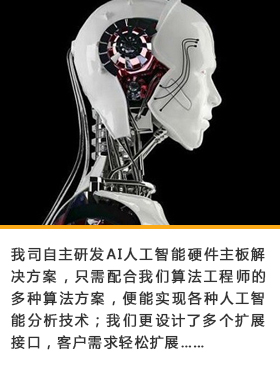 我司自主研发AI人工智能硬件主板解
决方案，只需配合我们算法工程师的
多种算法方案，便能实现各种人工智
能分析技术；我们更设计了多个扩展
接口，客户需求轻松扩展……